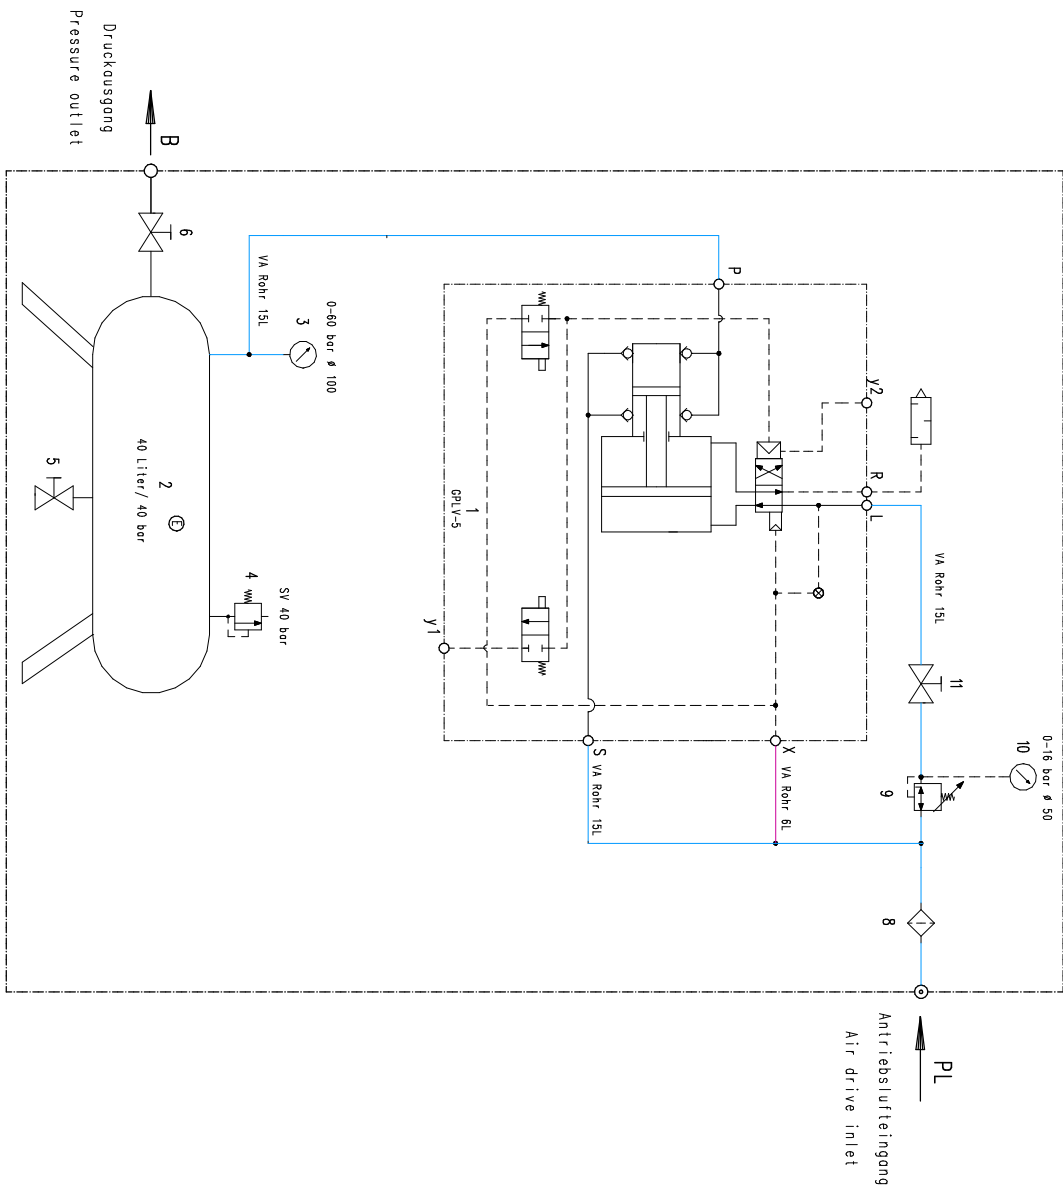 Druckausgang
Pressure outlet
B
6
VA Rohr 15L
0-60 bar ø 100
3
P
y2
R
L
2
E
40 Liter/ 40 bar
5
4
SV 40 bar
1
GPLV-5
y1
VA Rohr 15L
11
0-16 bar ø 50
10
9
X
VA Rohr 6L
S
VA Rohr 15L
8
PL
Antriebslufteingang
Air drive inlet